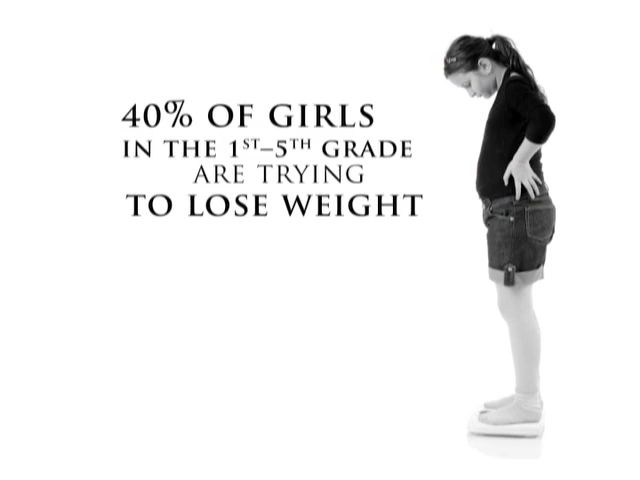 40% OF GIRLS
IN THE 1ST–5TH GRADE
ARE TRYING
TO LOSE WEIGHT